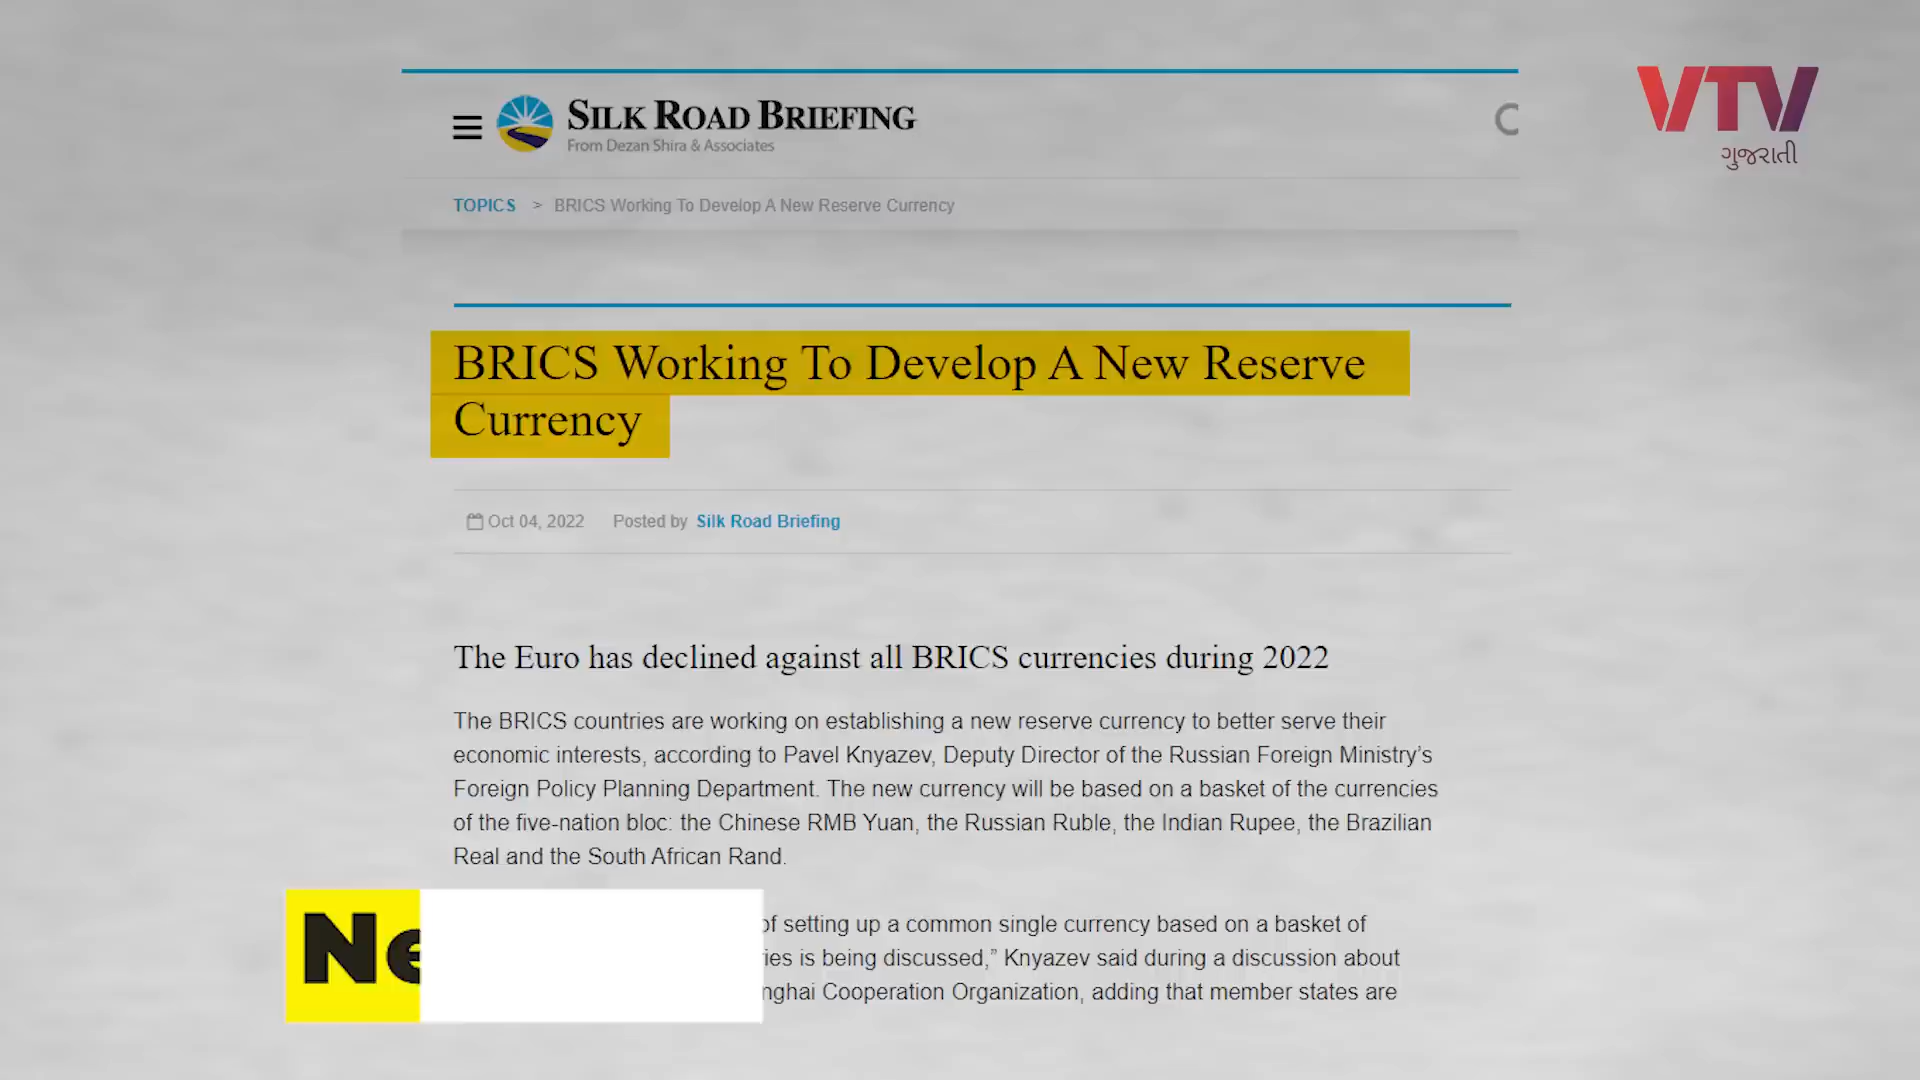 SILK ROAD BRIEFING
From Dezan Shira & Associates
VTV
ગુજરાતી
TOPICS > BRICS Working To Develop A New Reserve Currency
BRICS Working To Develop A New Reserve
Currency
Oct 04, 2022 Posted by Silk Road Briefing
The Euro has declined against all BRICS currencies during 2022
The BRICS countries are working on establishing a new reserve currency to better serve their
economic interests, according to Pavel Knyazev, Deputy Director of the Russian Foreign Ministry’s
Foreign Policy Planning Department. The new currency will be based on a basket of the currencies
of the five-nation bloc: the Chinese RMB Yuan, the Russian Ruble, the Indian Rupee, the Brazilian
Real and the South African Rand.
of setting up a common single currency based on a basket of
is being discussed,” Knyazev said during a discussion about
Cooperation Organization, adding that member states are